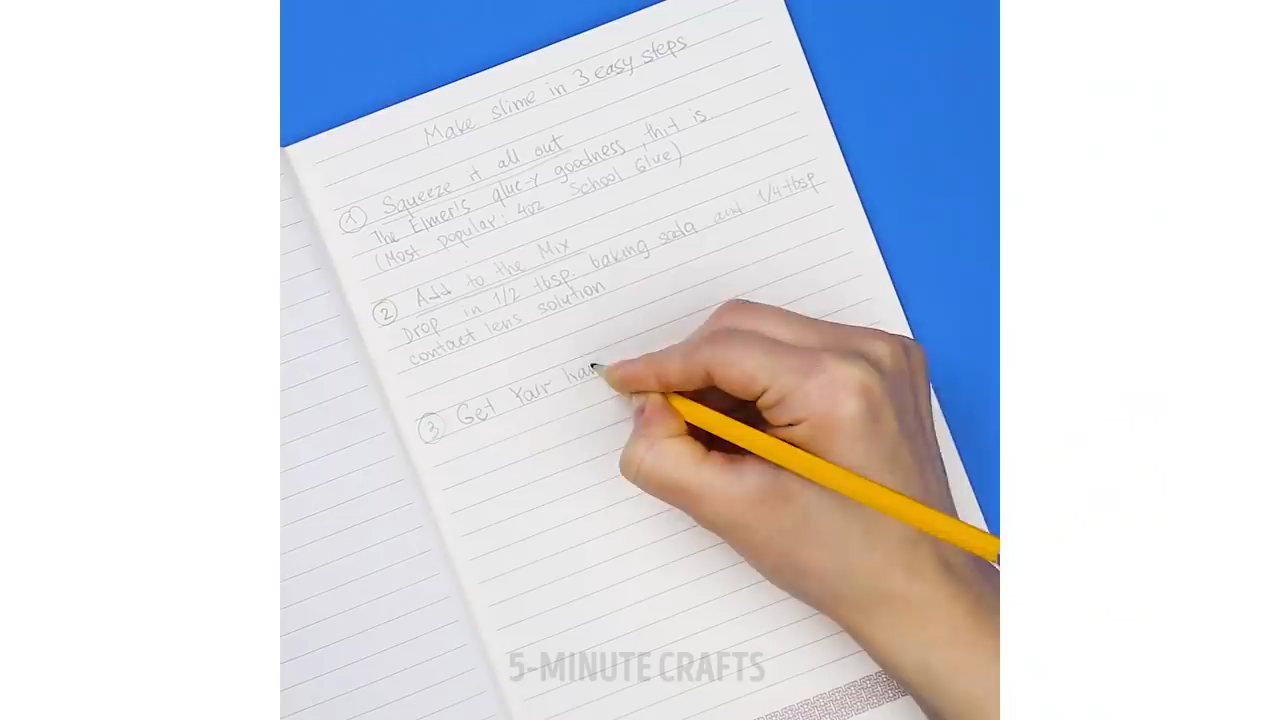 Make slime in 3 easy steps
① Squeeze it all out
The Elmer's glue-y goodness, that is
(Most popular: 4oz School Glue)
② Add to the Mix
Drop in 1/2 tbsp. baking soda and 1/4 tbsp
contact lens solution
③ Get Your han
5-MINUTE CRAFTS